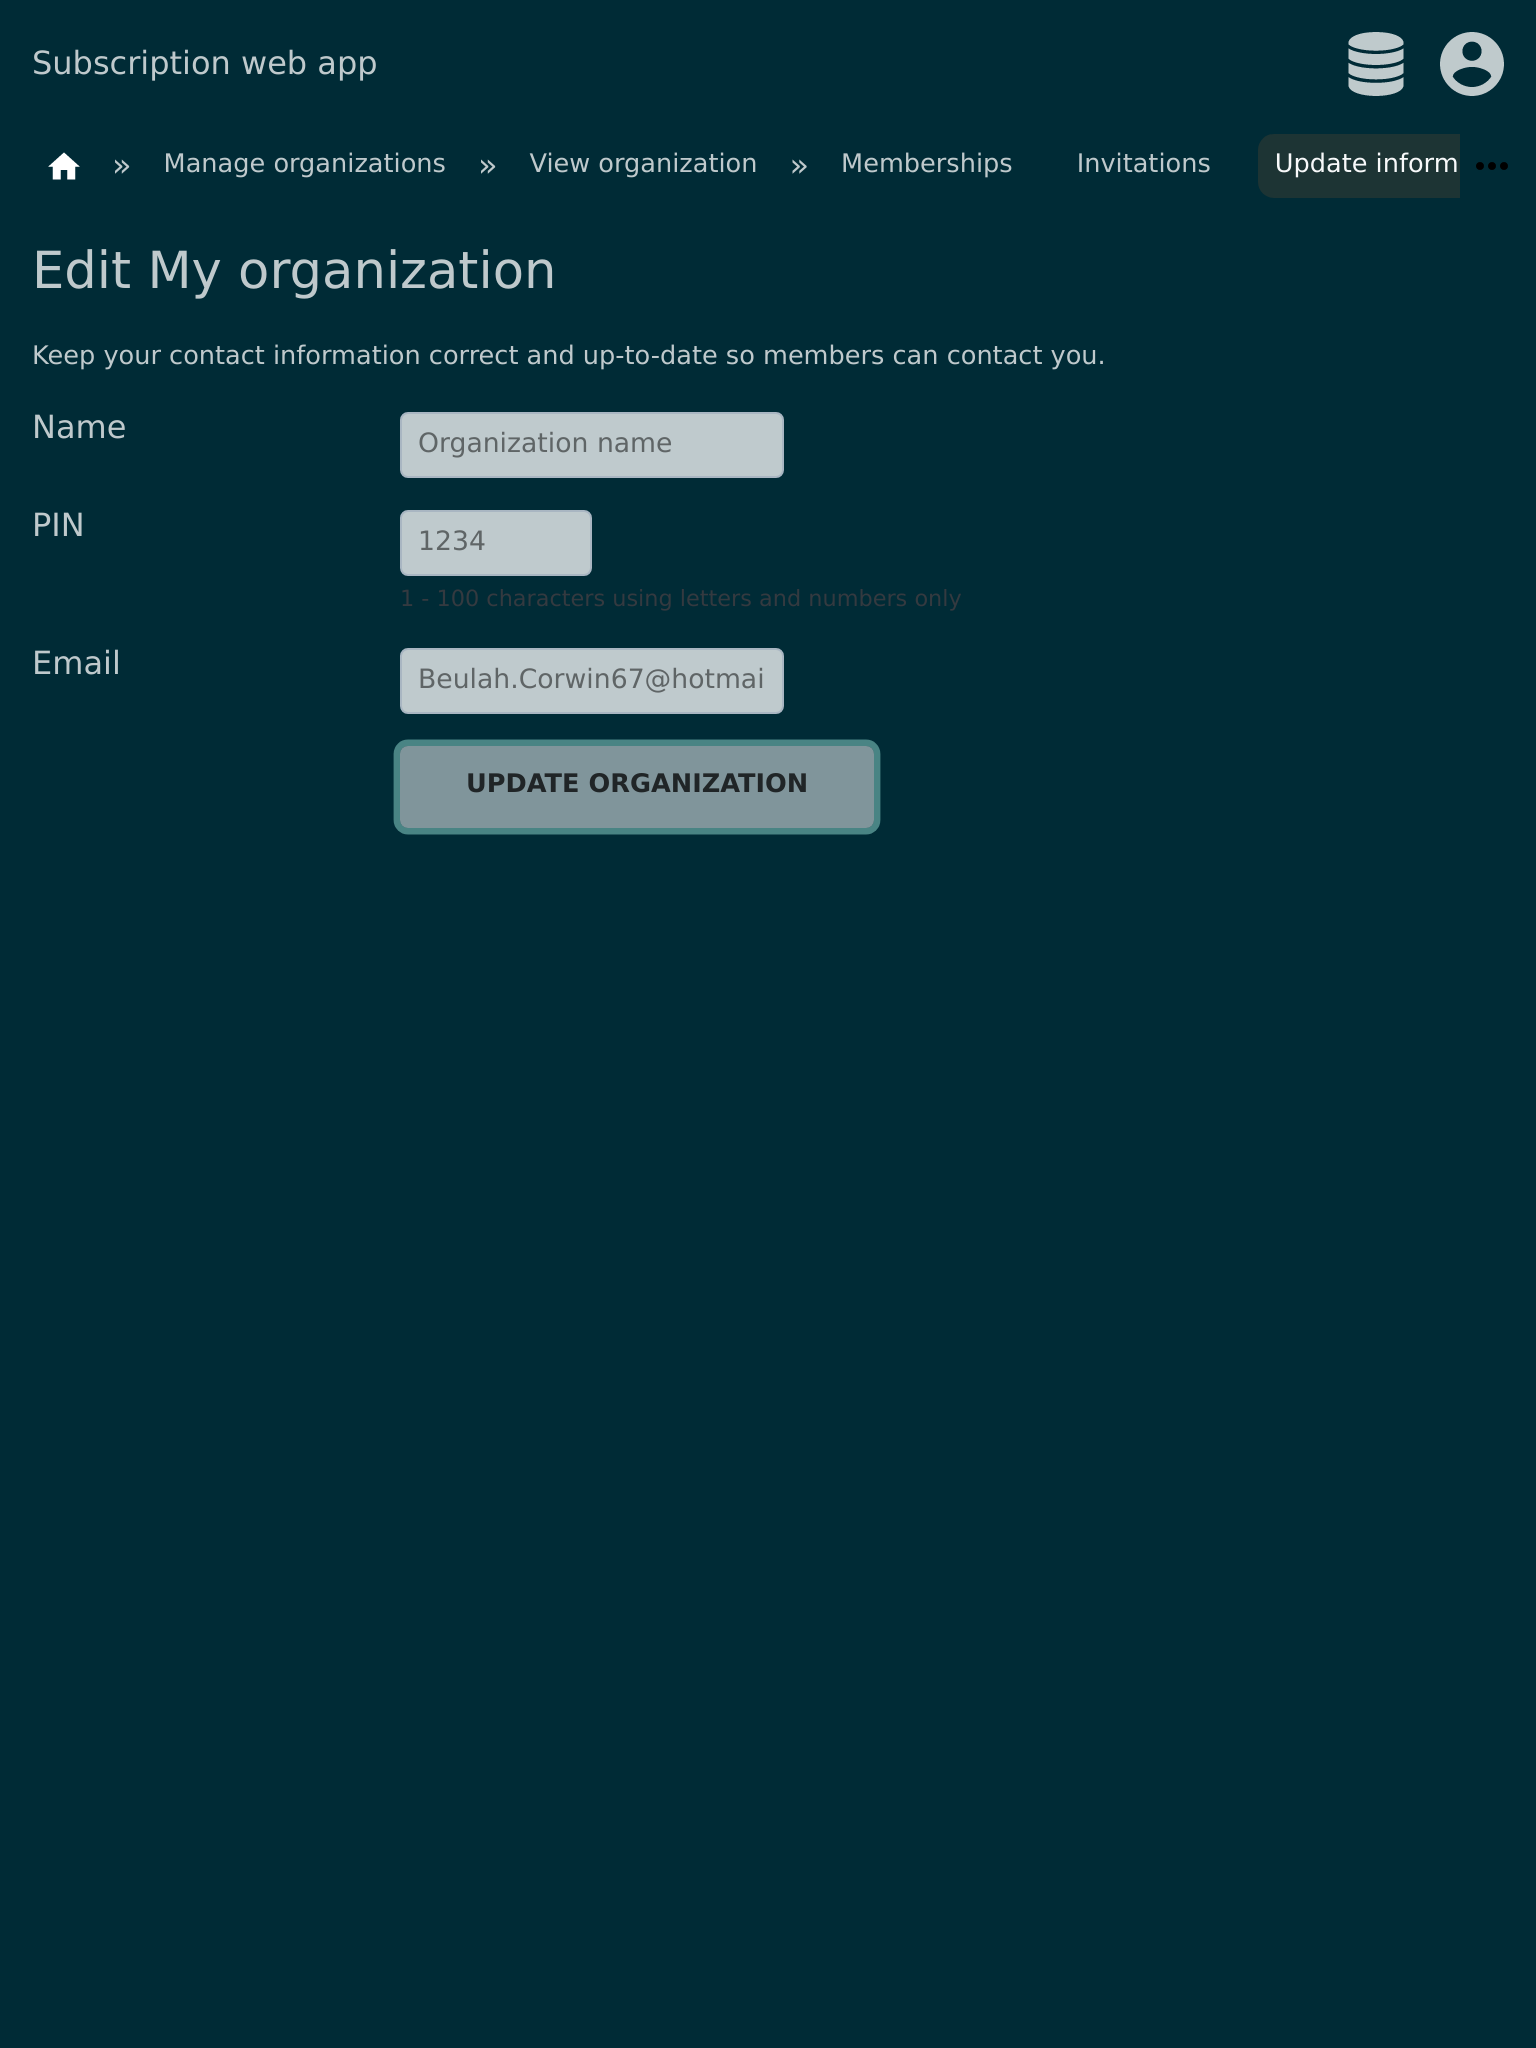 Subscription web app
» Manage organizations » View organization » Memberships Invitations Update inform
Edit My organization
Keep your contact information correct and up-to-date so members can contact you.
Name
Organization name
PIN
1234
1 - 100 characters using letters and numbers only
Email
Beulah.Corwin67@hotmai
UPDATE ORGANIZATION